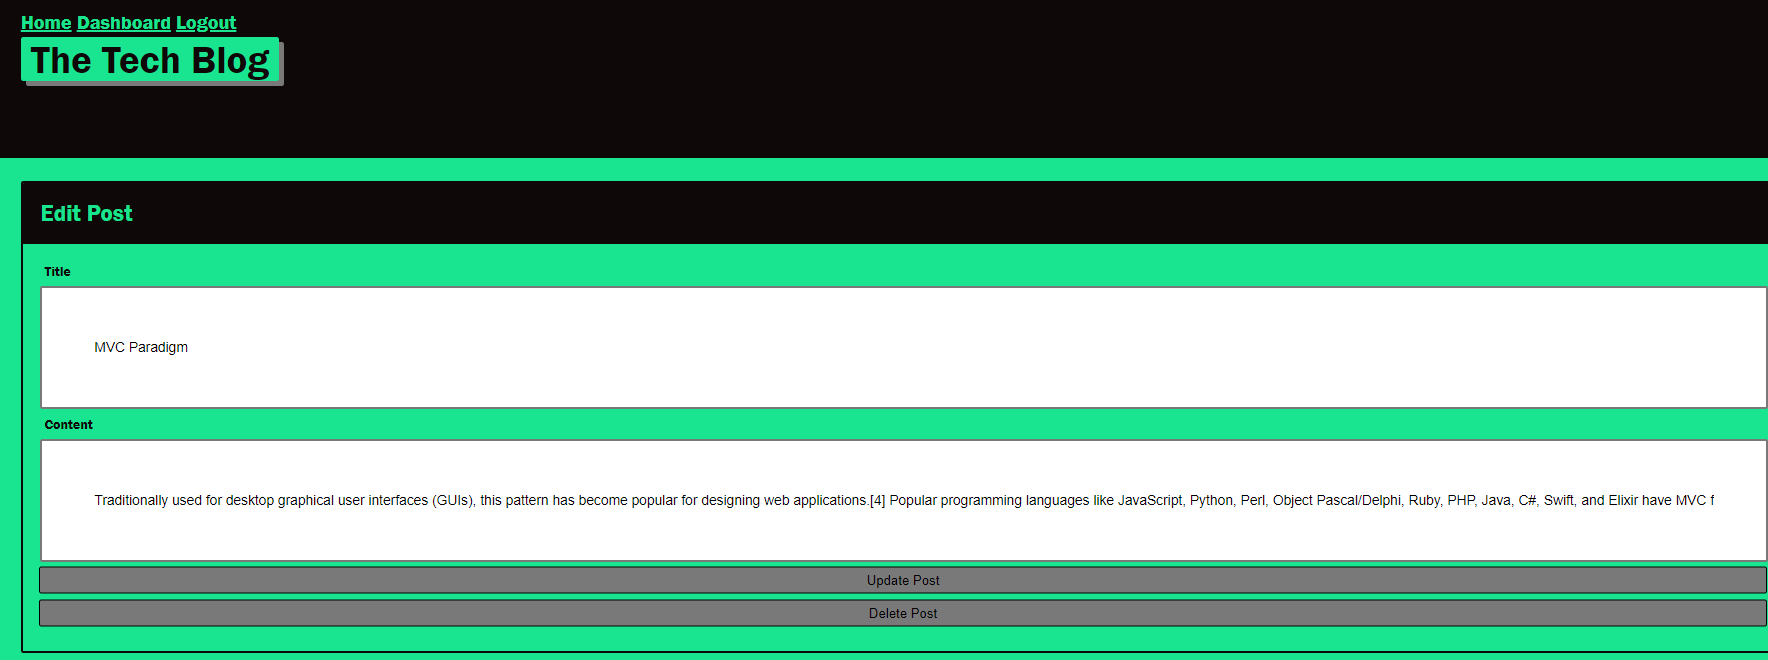 Home Dashboard Logout
The Tech Blog
Edit Post
Title
MVC Paradigm
Content
Traditionally used for desktop graphical user interfaces (GUIs), this pattern has become popular for designing web applications.[4] Popular programming languages like JavaScript, Python, Perl, Object Pascal/Delphi, Ruby, PHP, Java, C#, Swift, and Elixir have MVC f
Update Post
Delete Post